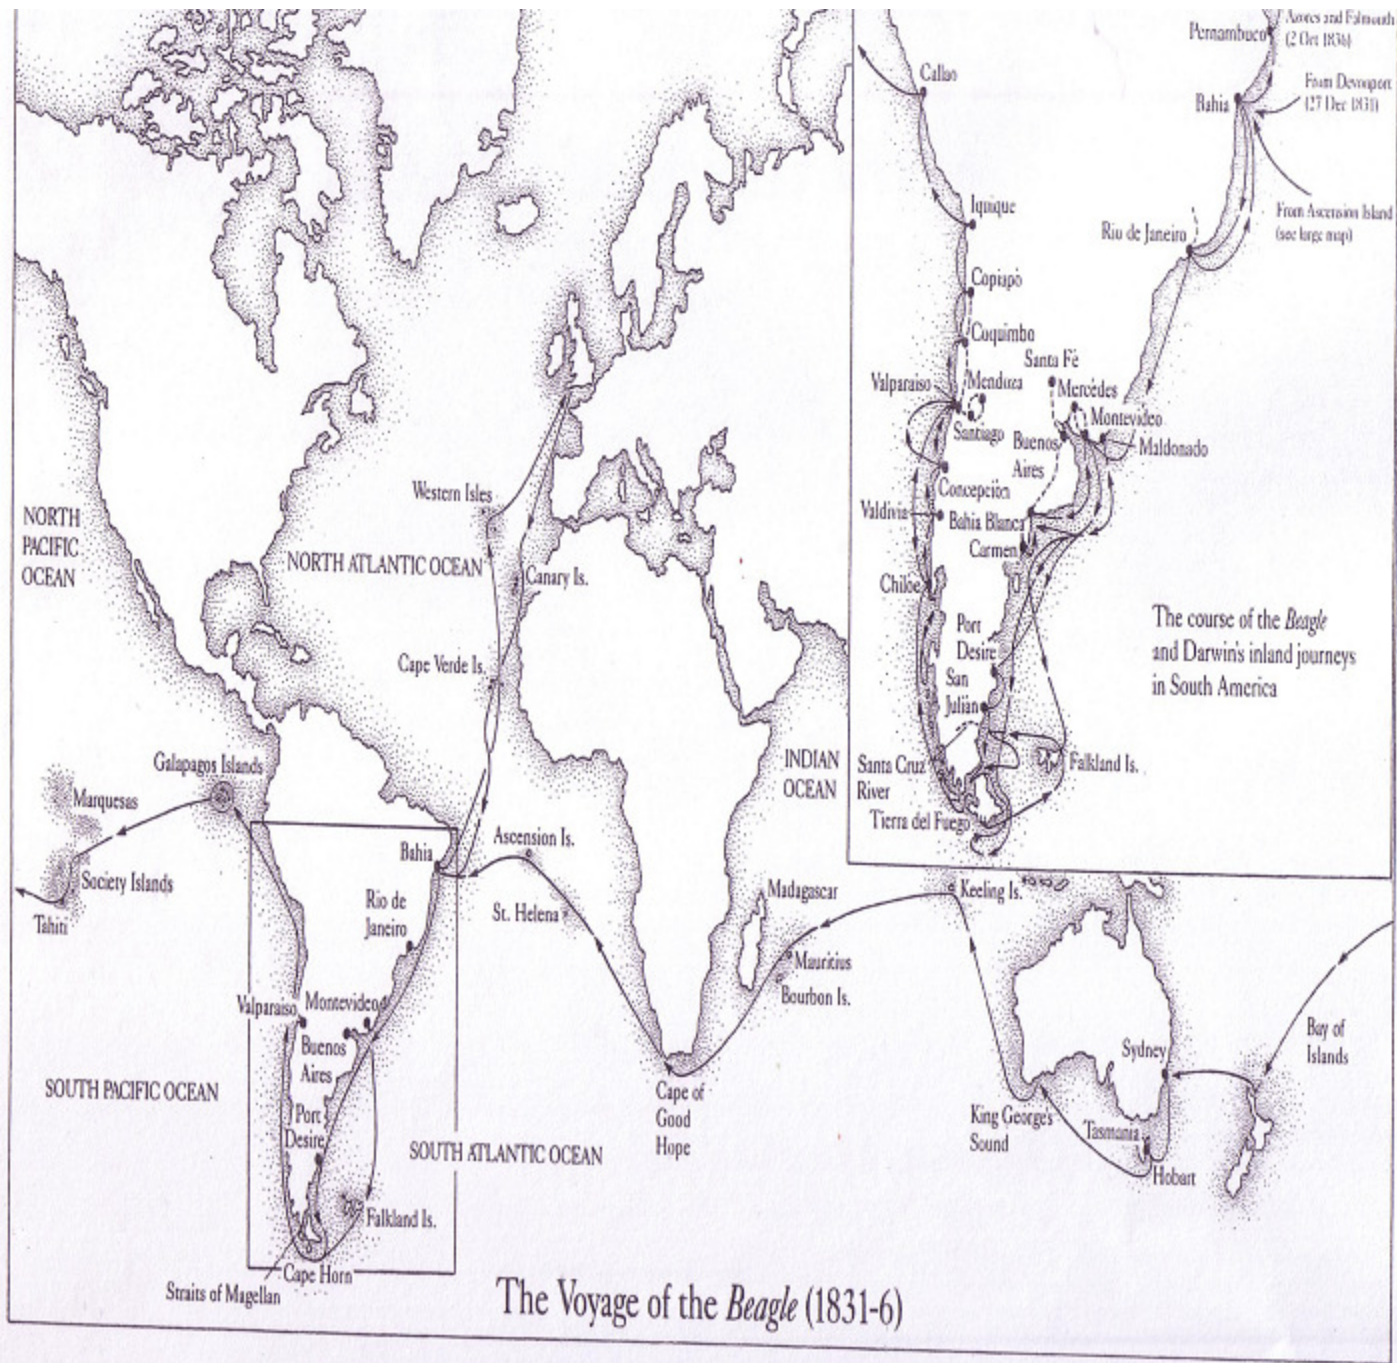 Pernambuco
Azores and Falmouth
(2 Oct 1836)
Callao
Bahia
From Devonport
(27 Dec 1831)
Iquique
Rio de Janeiro
From Ascension Island
(see large map)
Copiapò
Coquimbo
Santa Fè
Valparaiso
Mendoza
Mercédes
Montevideo
Santiago
Buenos
Aires
Maldonado
Concepción
Valdivia
Bahia Blanca
Carmen
Chilóe
Port
Desire
San
Julian
The course of the Beagle
and Darwin's inland journeys
in South America
Santa Cruz
River
Falkland Is.
Tierra del Fuego
Western Isles
NORTH
PACIFIC
OCEAN
NORTH ATLANTIC OCEAN
Canary Is.
Cape Verde Is.
INDIAN
OCEAN
Galapagos Islands
Marquesas
Society Islands
Tahiti
Bahia
Ascension Is.
St. Helena
Rio de
Janeiro
Madagascar
Keeling Is.
Mauritius
Bourbon Is.
Valparaiso
Montevideo
Buenos
Aires
SOUTH PACIFIC OCEAN
Port
Desire
SOUTH ATLANTIC OCEAN
Cape of
Good
Hope
Sydney
Bay of
Islands
King George's
Sound
Tasmania
Hobart
Falkland Is.
Cape Horn
Straits of Magellan
The Voyage of the Beagle (1831-6)